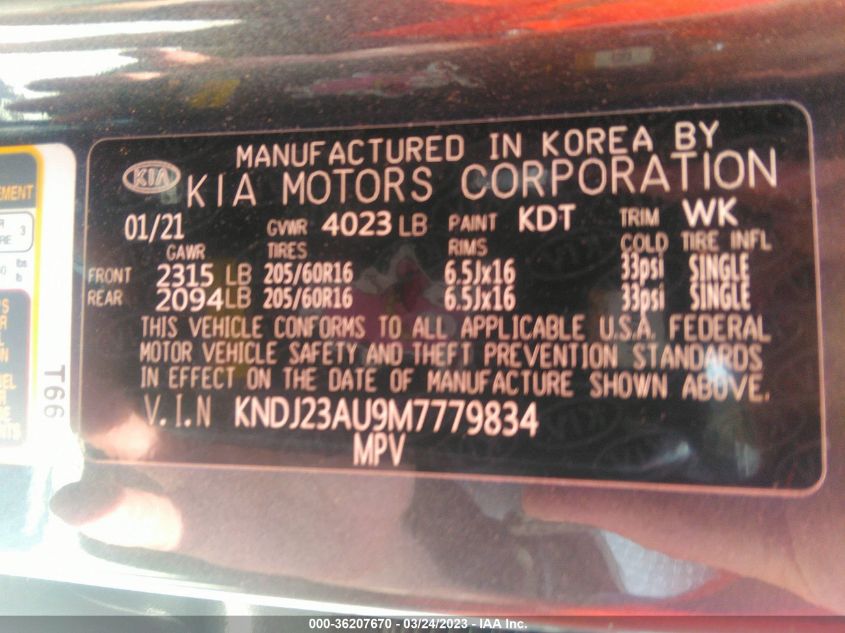 MANUFACTURED IN KOREA BY
KIA KIA MOTORS CORPORATION
01/21 GVWR 4023 LB PAINT KDT TRIM WK
GAWR TIRES RIMS COLD TIRE INFL
FRONT 2315 LB 205/60R16 6.5Jx16 33psi SINGLE
REAR 2094 LB 205/60R16 6.5Jx16 33psi SINGLE
THIS VEHICLE CONFORMS TO ALL APPLICABLE U.S.A. FEDERAL
MOTOR VEHICLE SAFETY AND THEFT PREVENTION STANDARDS
IN EFFECT ON THE DATE OF MANUFACTURE SHOWN ABOVE.
V.I.N KNDJ23AU9M7779834
MPV
T66
000-36207670 - 03/24/2023 - IAA Inc.